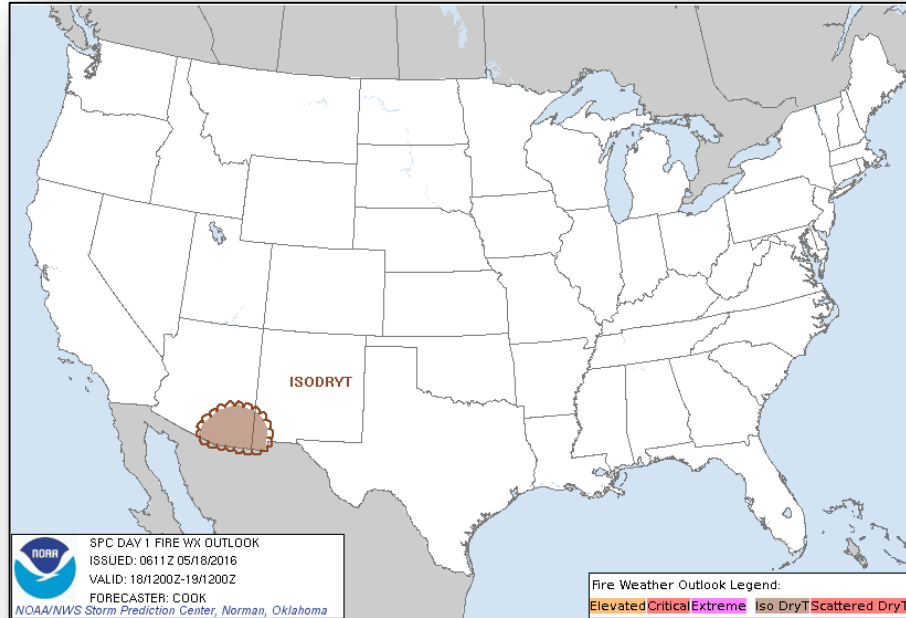 ISODRYT
NOAA
SPC DAY 1 FIRE WX OUTLOOK
ISSUED: 0611Z 05/18/2016
VALID: 18/1200Z-19/1200Z
FORECASTER: COOK
NOAA/NWS Storm Prediction Center, Norman, Oklahoma
Fire Weather Outlook Legend:
Elevated Critical Extreme Iso DryT Scattered DryT